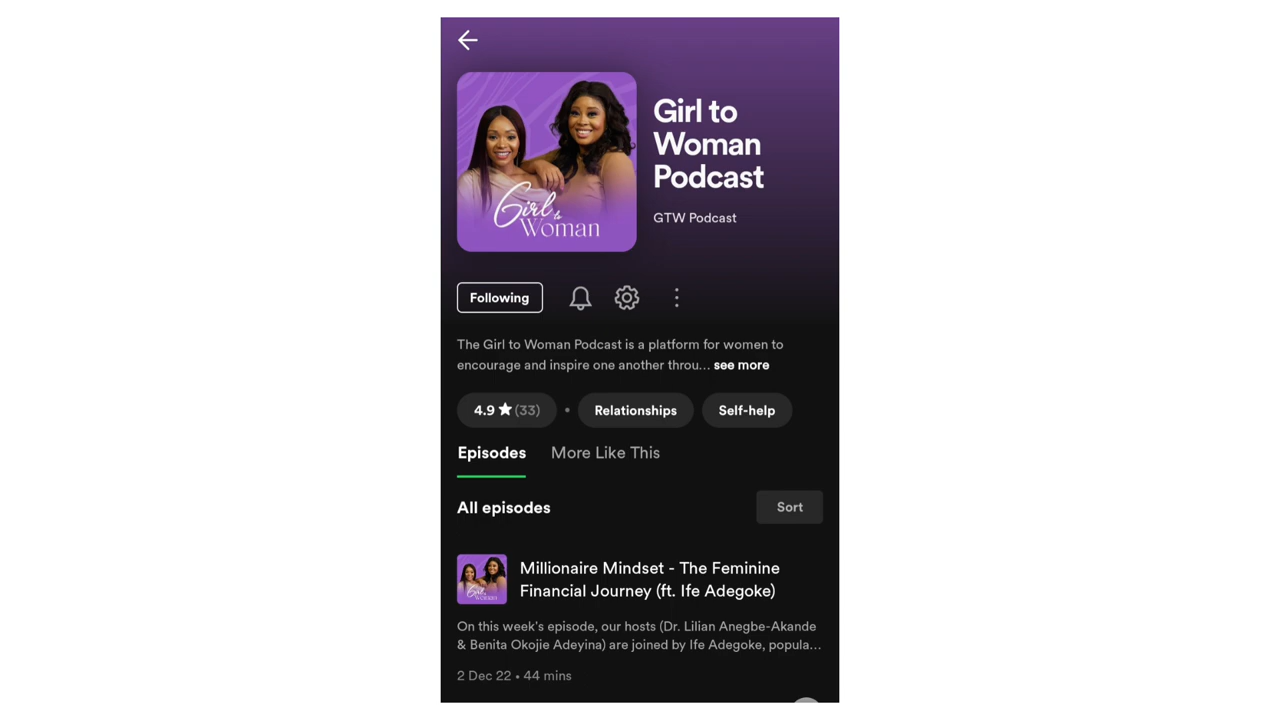 Girl to
Woman
Podcast
GTW Podcast
Girl to
Woman
Following
The Girl to Woman Podcast is a platform for women to
encourage and inspire one another throu... see more
4.9 ★ (33) • Relationships Self-help
Episodes More Like This
All episodes Sort
Millionaire Mindset - The Feminine
Financial Journey (ft. Ife Adegoke)
Girl to
Woman
On this week's episode, our hosts (Dr. Lilian Anegbe-Akande
& Benita Okojie Adeyina) are joined by Ife Adegoke, popula...
2 Dec 22 • 44 mins